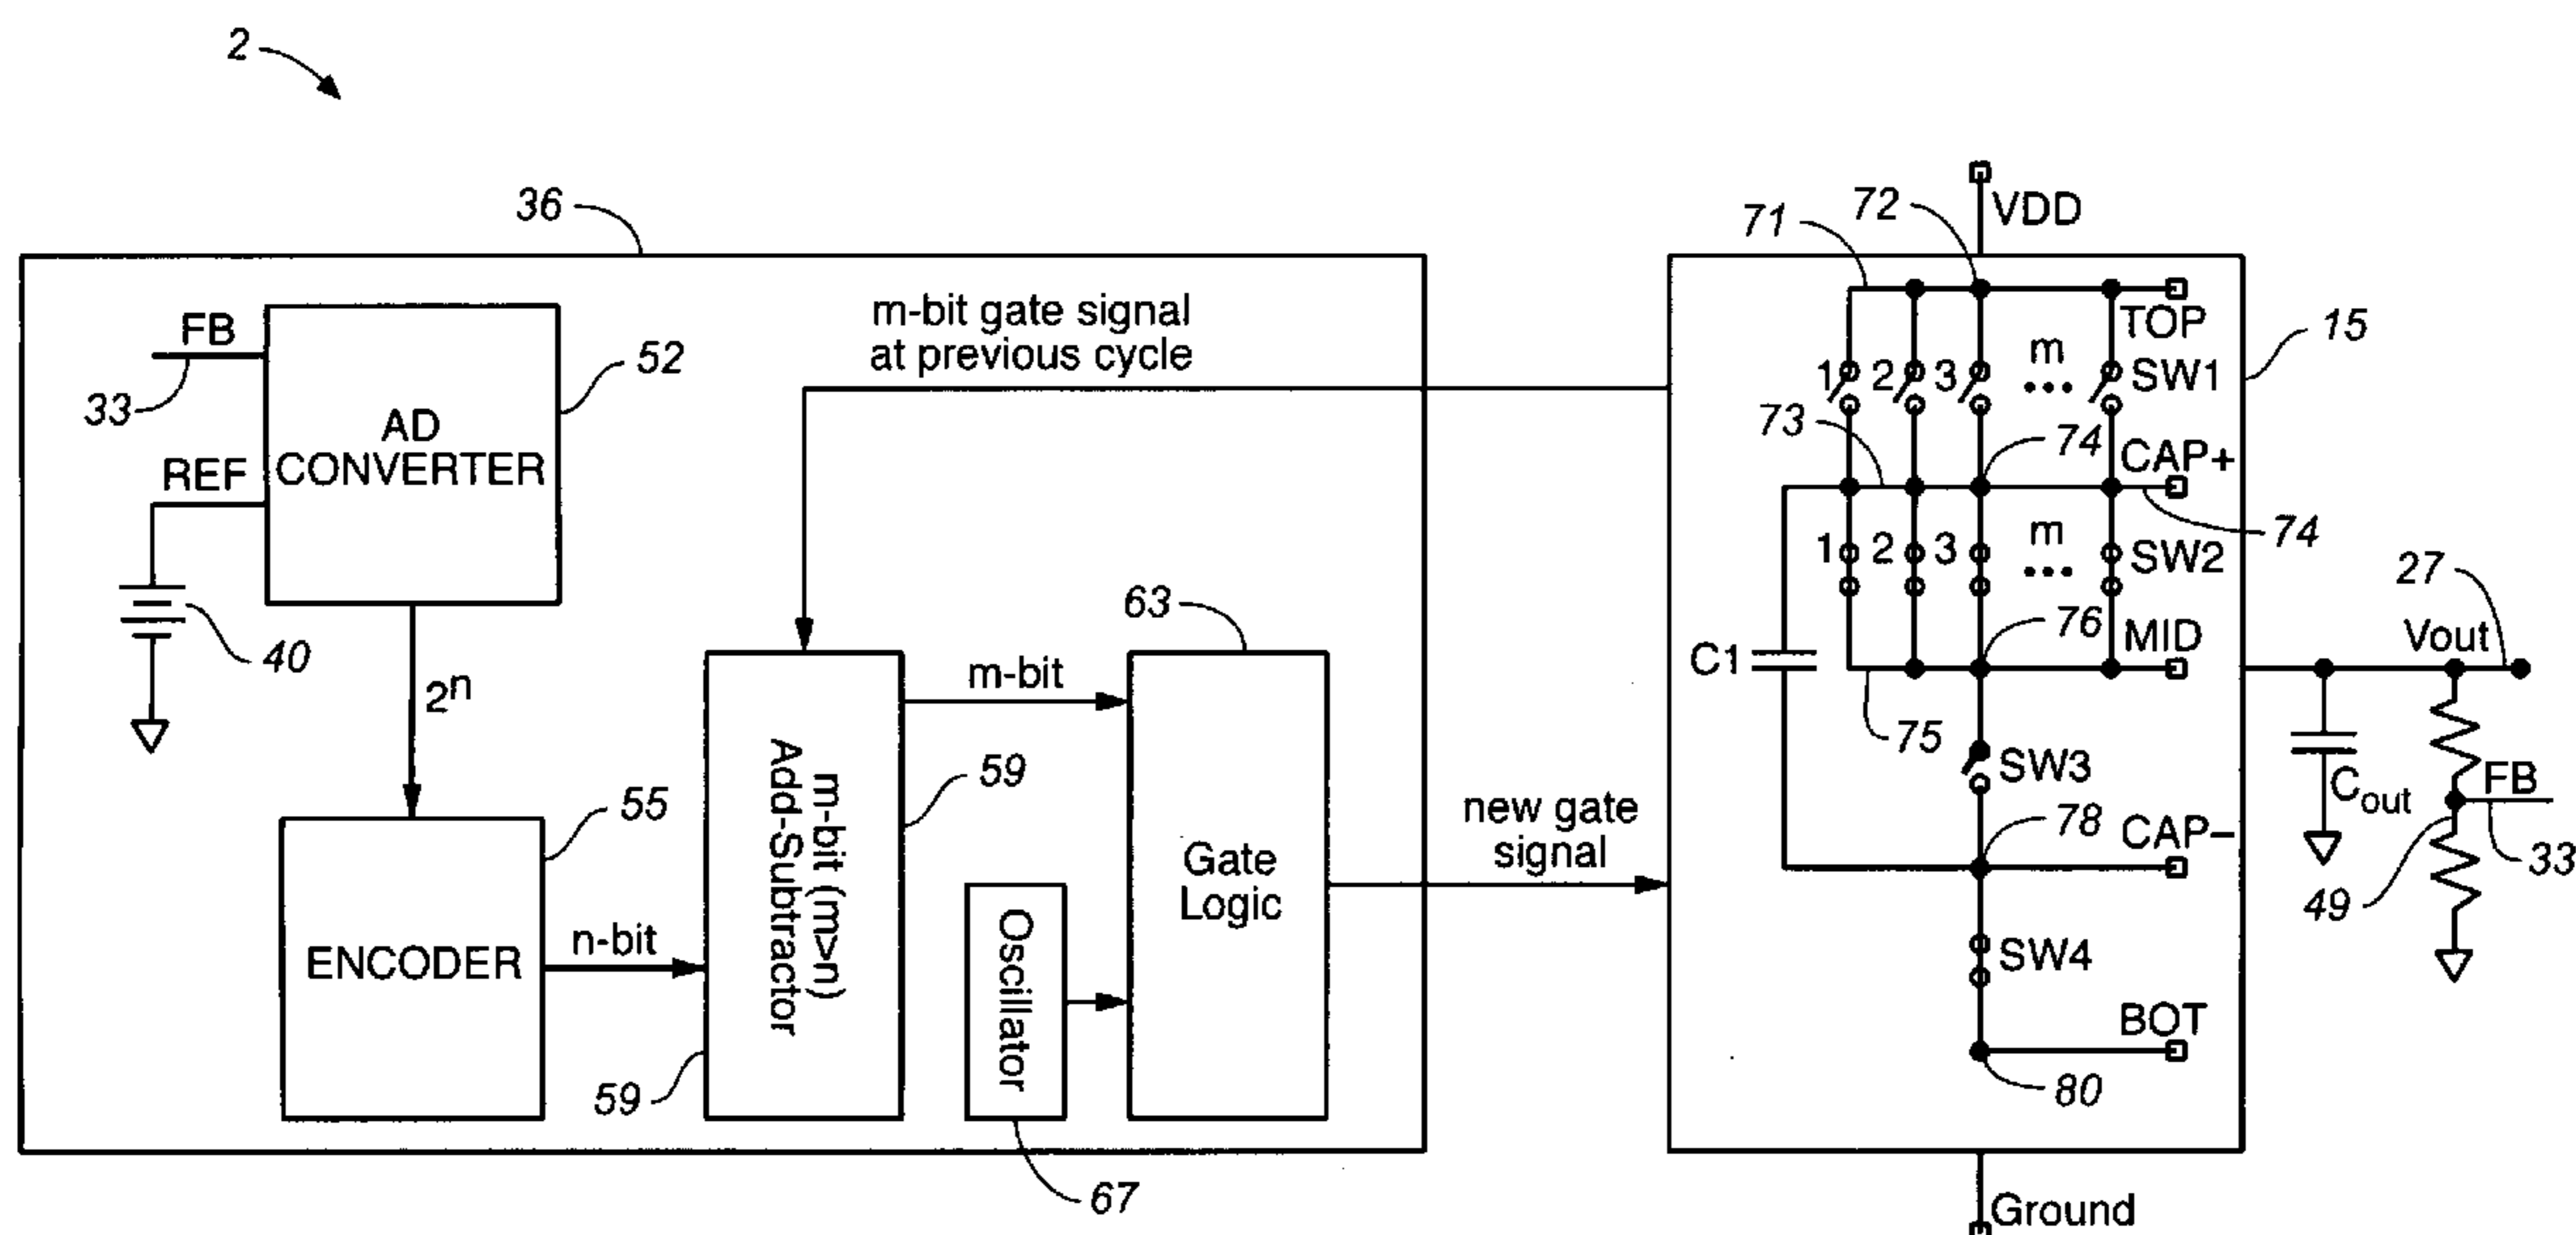 2
36
FB
33
REF
40
AD
CONVERTER
52
2n
ENCODER
55
n-bit
m-bit gate signal
at previous cycle
m-bit (m>n)
Add-Subtractor
59
59
m-bit
63
Oscillator
67
Gate
Logic
new gate
signal
VDD
71
72
TOP
15
1
2
3
m
...
SW1
73
74
CAP+
74
1
2
3
m
...
SW2
C1
75
76
MID
SW3
78
CAP–
SW4
BOT
80
Ground
27
Vout
Cout
FB
33
49